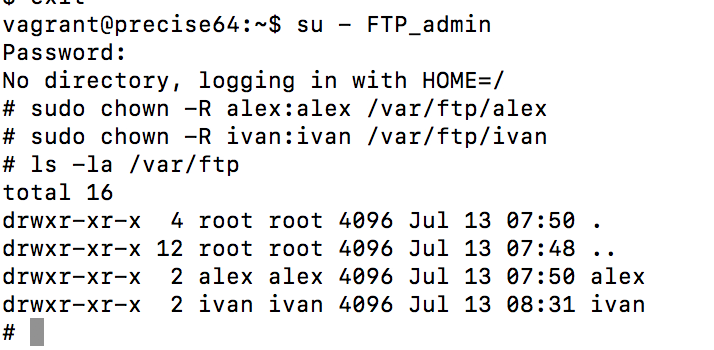 $ exit
vagrant@precise64:~$ su - FTP_admin
Password:
No directory, logging in with HOME=/
# sudo chown -R alex:alex /var/ftp/alex
# sudo chown -R ivan:ivan /var/ftp/ivan
# ls -la /var/ftp
total 16
drwxr-xr-x  4 root root 4096 Jul 13 07:50 .
drwxr-xr-x 12 root root 4096 Jul 13 07:48 ..
drwxr-xr-x  2 alex alex 4096 Jul 13 07:50 alex
drwxr-xr-x  2 ivan ivan 4096 Jul 13 08:31 ivan
#